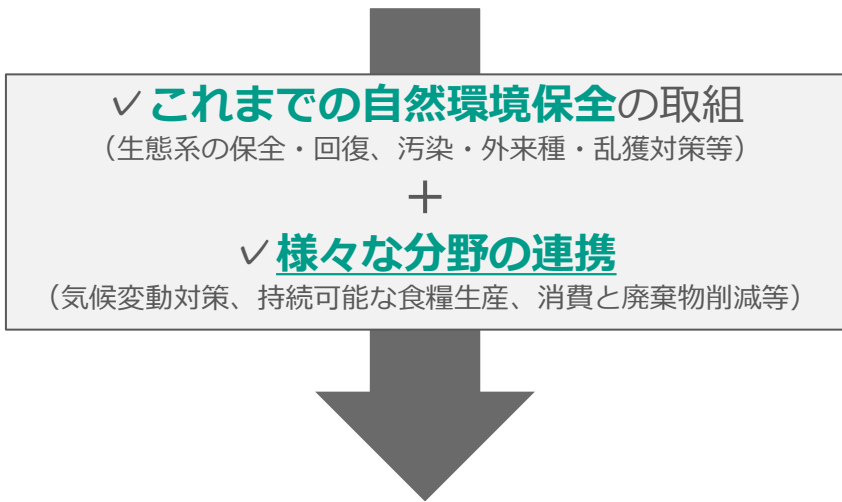 ✓これまでの自然環境保全の取組
（生態系の保全・回復、汚染・外来種・乱獲対策等）
＋
✓様々な分野の連携
（気候変動対策、持続可能な食糧生産、消費と廃棄物削減等）